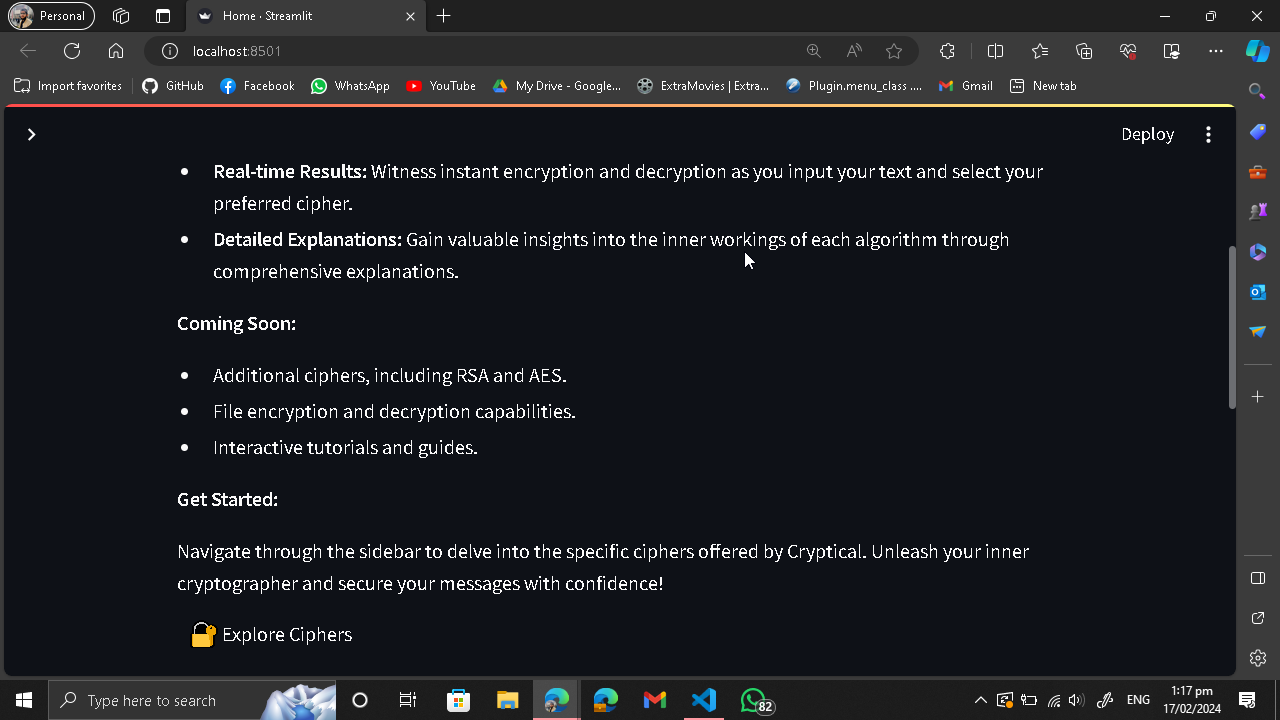 Personal
Home · Streamlit
localhost:8501
Import favorites
GitHub
Facebook
WhatsApp
YouTube
My Drive - Google...
ExtraMovies | Extra...
Plugin.menu_class ....
Gmail
New tab
Deploy
Real-time Results: Witness instant encryption and decryption as you input your text and select your
preferred cipher.
Detailed Explanations: Gain valuable insights into the inner workings of each algorithm through
comprehensive explanations.
Coming Soon:
Additional ciphers, including RSA and AES.
File encryption and decryption capabilities.
Interactive tutorials and guides.
Get Started:
Navigate through the sidebar to delve into the specific ciphers offered by Cryptical. Unleash your inner
cryptographer and secure your messages with confidence!
Explore Ciphers
Type here to search
82
ENG
1:17 pm
17/02/2024